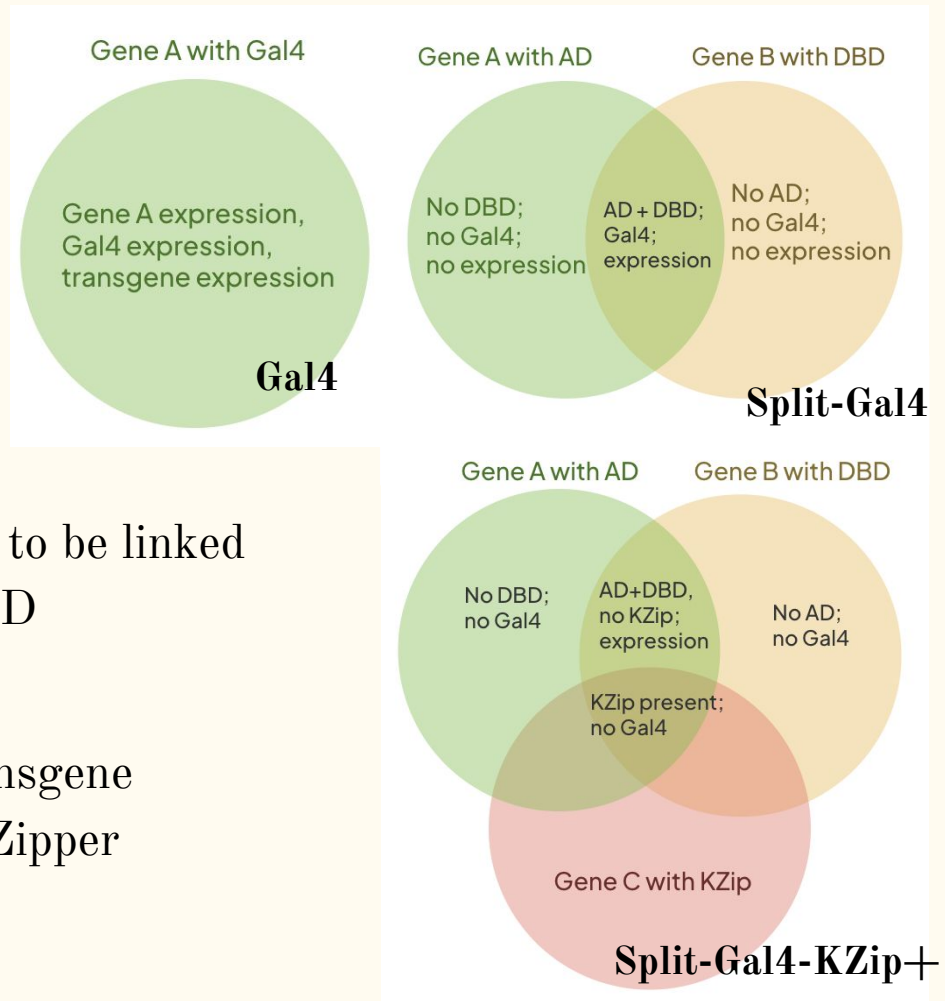 Gene A with Gal4
Gene A expression,
Gal4 expression,
transgene expression
Gal4
Gene A with AD
Gene B with DBD
No DBD;
no Gal4;
no expression
AD + DBD;
Gal4;
expression
No AD;
no Gal4;
no expression
Split-Gal4
to be linked
D
nsgene
Zipper
Gene A with AD
Gene B with DBD
No DBD;
no Gal4
AD+DBD,
no KZip;
expression
No AD;
no Gal4
KZip present;
no Gal4
Gene C with KZip
Split-Gal4-KZip+